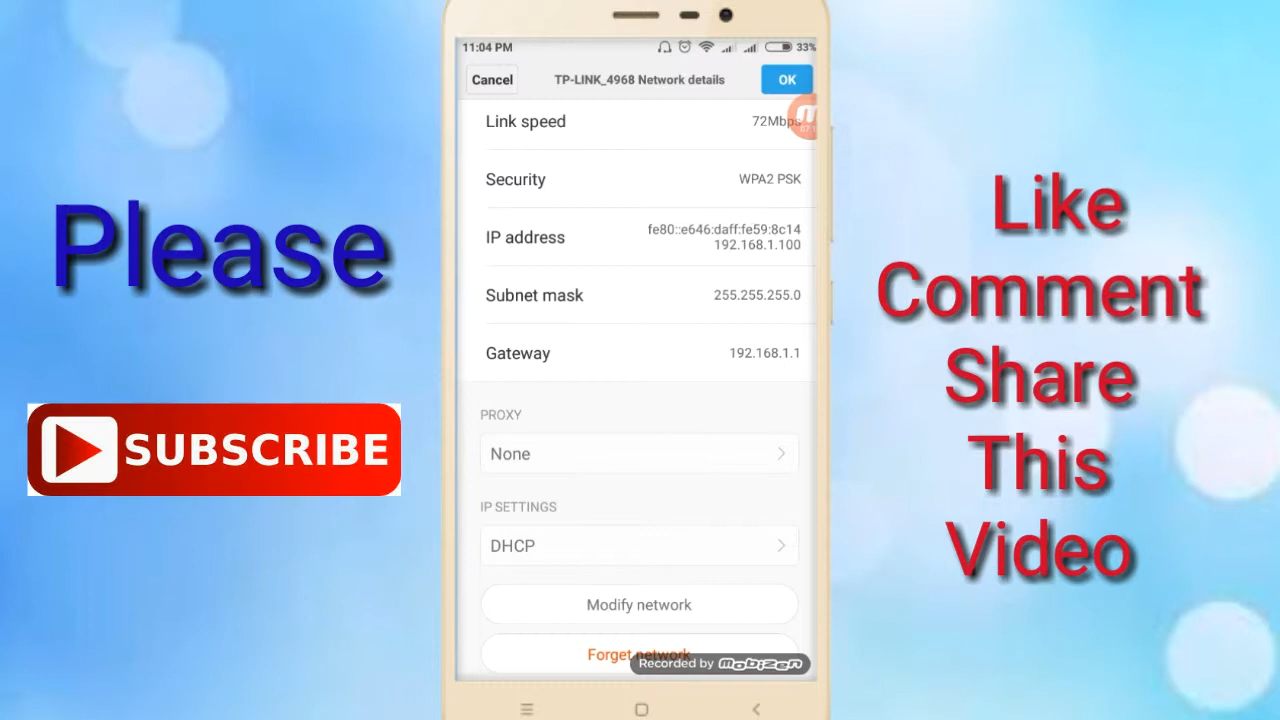 Please
SUBSCRIBE
11:04 PM
33%
Cancel
TP-LINK_4968 Network details
OK
Link speed
72Mbps
Security
WPA2 PSK
IP address
fe80::e646:daff:fe59:8c14
192.168.1.100
Subnet mask
255.255.255.0
Gateway
192.168.1.1
PROXY
None
IP SETTINGS
DHCP
Modify network
Forget network
Recorded by Mobizen
Like
Comment
Share
This
Video